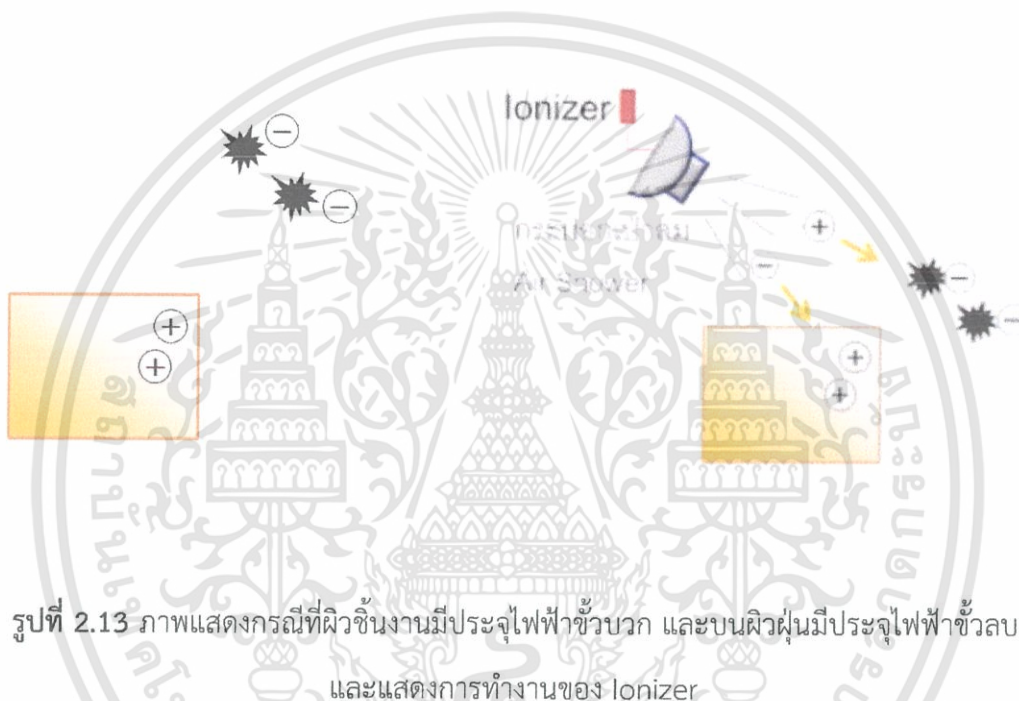 Ionizer
Air Shower
รูปที่ 2.13 ภาพแสดงกรณีที่ผิวชิ้นงานมีประจุไฟฟ้าขั้วบวก และบนผิวฝุ่นมีประจุไฟฟ้าขั้วลบ
และแสดงการทำงานของ Ionizer